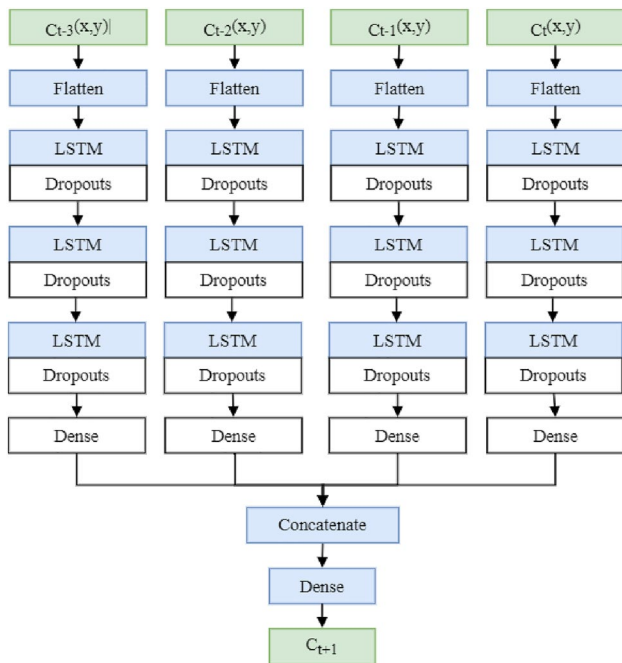 Ct-3(x,y)|
Ct-2(x,y)
Ct-1(x,y)
Ct(x,y)
Flatten
Flatten
Flatten
Flatten
LSTM
LSTM
LSTM
LSTM
Dropouts
Dropouts
Dropouts
Dropouts
LSTM
LSTM
LSTM
LSTM
Dropouts
Dropouts
Dropouts
Dropouts
LSTM
LSTM
LSTM
LSTM
Dropouts
Dropouts
Dropouts
Dropouts
Dense
Dense
Dense
Dense
Concatenate
Dense
Ct+1